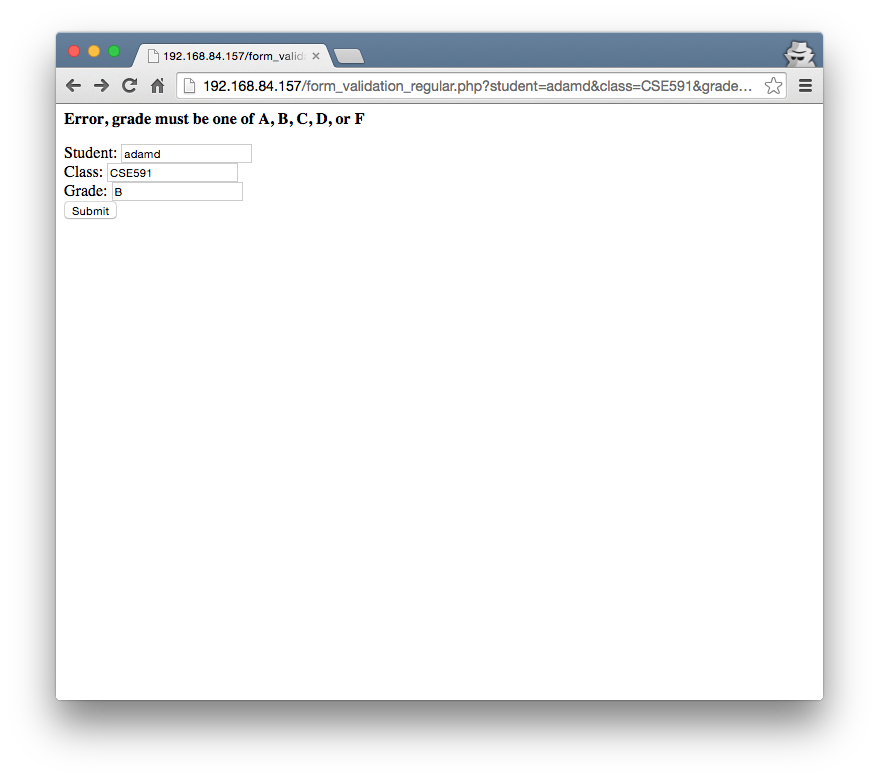 192.168.84.157/form_valid
192.168.84.157/form_validation_regular.php?student=adamd&class=CSE591&grade...
Error, grade must be one of A, B, C, D, or F
Student: adamd
Class: CSE591
Grade: B
Submit